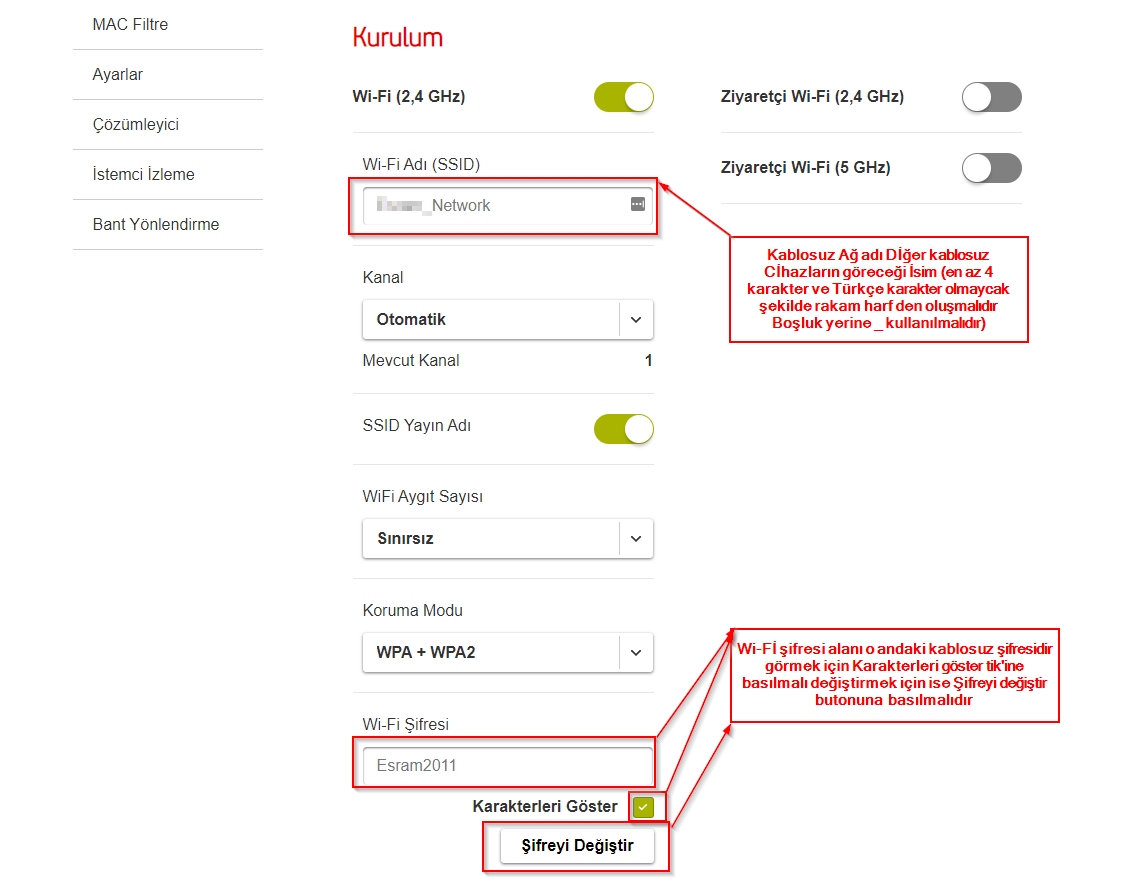 MAC Filtre
Ayarlar
Çözümleyici
İstemci İzleme
Bant Yönlendirme
Kurulum
Wi-Fi (2,4 GHz)
Wi-Fi Adı (SSID)
_Network
Kanal
Otomatik
Mevcut Kanal 1
SSID Yayın Adı
WiFi Aygıt Sayısı
Sınırsız
Koruma Modu
WPA + WPA2
Wi-Fi Şifresi
Esram2011
Karakterleri Göster
Şifreyi Değiştir
Ziyaretçi Wi-Fi (2,4 GHz)
Ziyaretçi Wi-Fi (5 GHz)
Kablosuz Ağ adı Dİğer kablosuz
Cİhazların göreceği İsim (en az 4
karakter ve Türkçe karakter olmaycak
şekilde rakam harf den oluşmalıdır
Boşluk yerine _ kullanılmalıdır)
Wi-Fİ şifresi alanı o andaki kablosuz şifresidir
görmek için Karakterleri göster tik'ine
basılmalı değiştirmek için ise Şifreyi değiştir
butonuna basılmalıdır